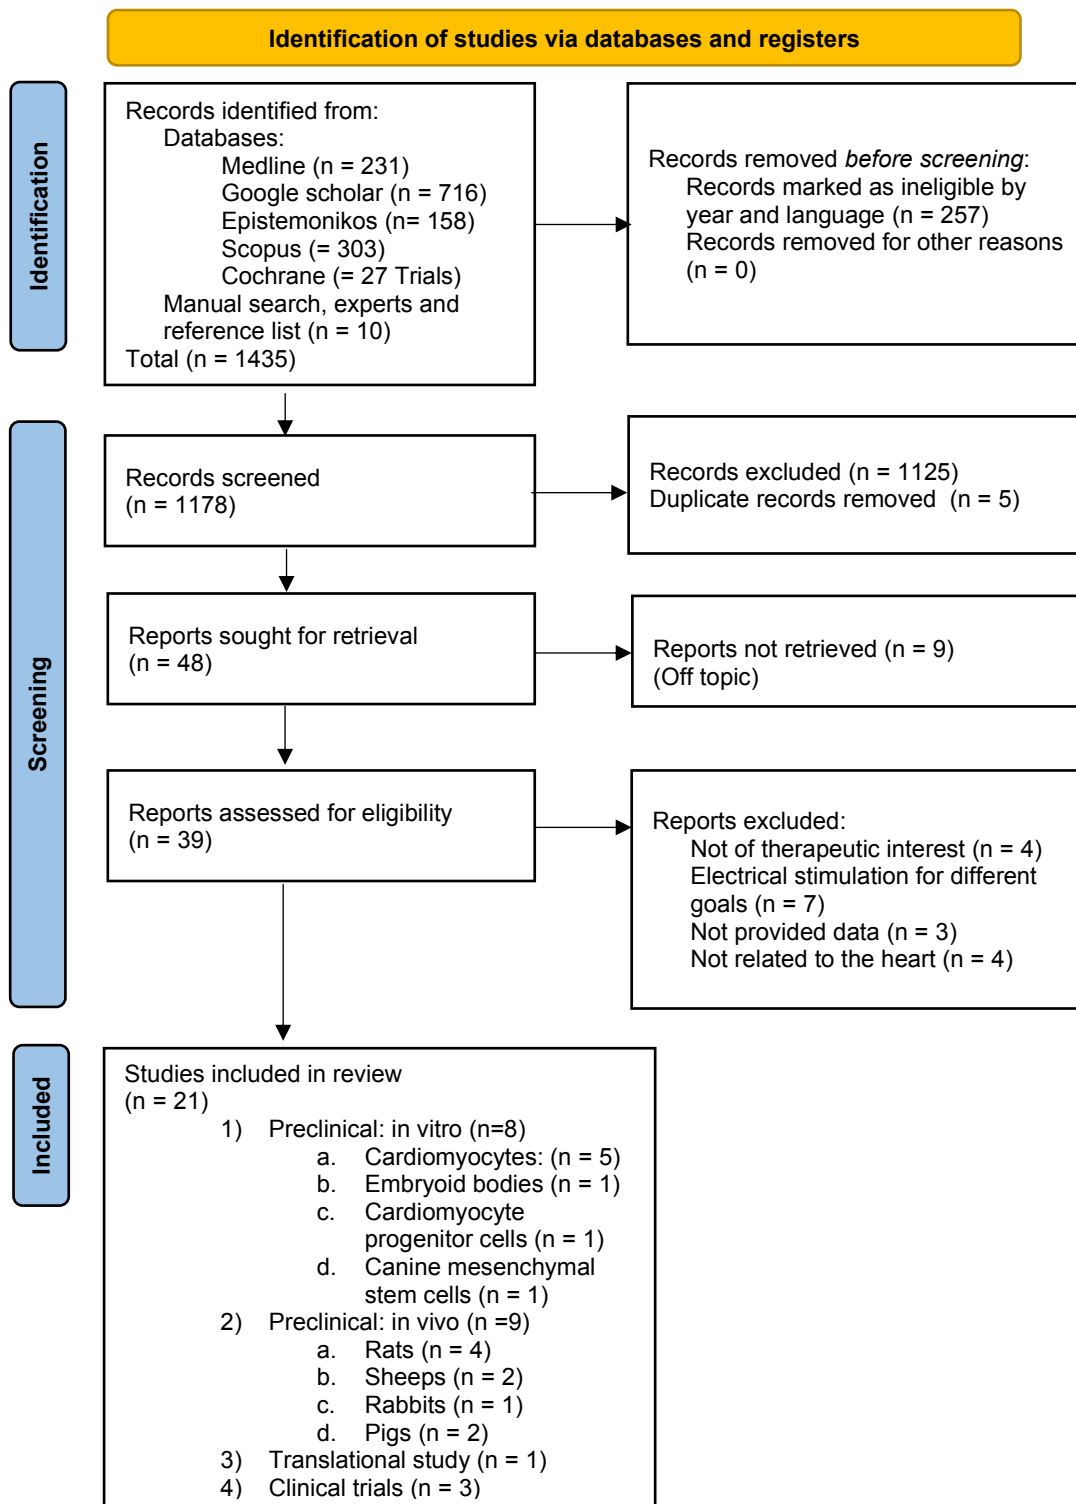 Identification of studies via databases and registers
Identification
Records identified from:
Databases:
Medline (n = 231)
Google scholar (n = 716)
Epistemonikos (n= 158)
Scopus (= 303)
Cochrane (= 27 Trials)
Manual search, experts and
reference list (n = 10)
Total (n = 1435)
Records removed before screening:
Records marked as ineligible by
year and language (n = 257)
Records removed for other reasons
(n = 0)
Screening
Records screened
(n = 1178)
Records excluded (n = 1125)
Duplicate records removed (n = 5)
Reports sought for retrieval
(n = 48)
Reports not retrieved (n = 9)
(Off topic)
Reports assessed for eligibility
(n = 39)
Reports excluded:
Not of therapeutic interest (n = 4)
Electrical stimulation for different
goals (n = 7)
Not provided data (n = 3)
Not related to the heart (n = 4)
Included
Studies included in review
(n = 21)
1) Preclinical: in vitro (n=8)
a. Cardiomyocytes: (n = 5)
b. Embryoid bodies (n = 1)
c. Cardiomyocyte
progenitor cells (n = 1)
d. Canine mesenchymal
stem cells (n = 1)
2) Preclinical: in vivo (n =9)
a. Rats (n = 4)
b. Sheeps (n = 2)
c. Rabbits (n = 1)
d. Pigs (n = 2)
3) Translational study (n = 1)
4) Clinical trials (n = 3)